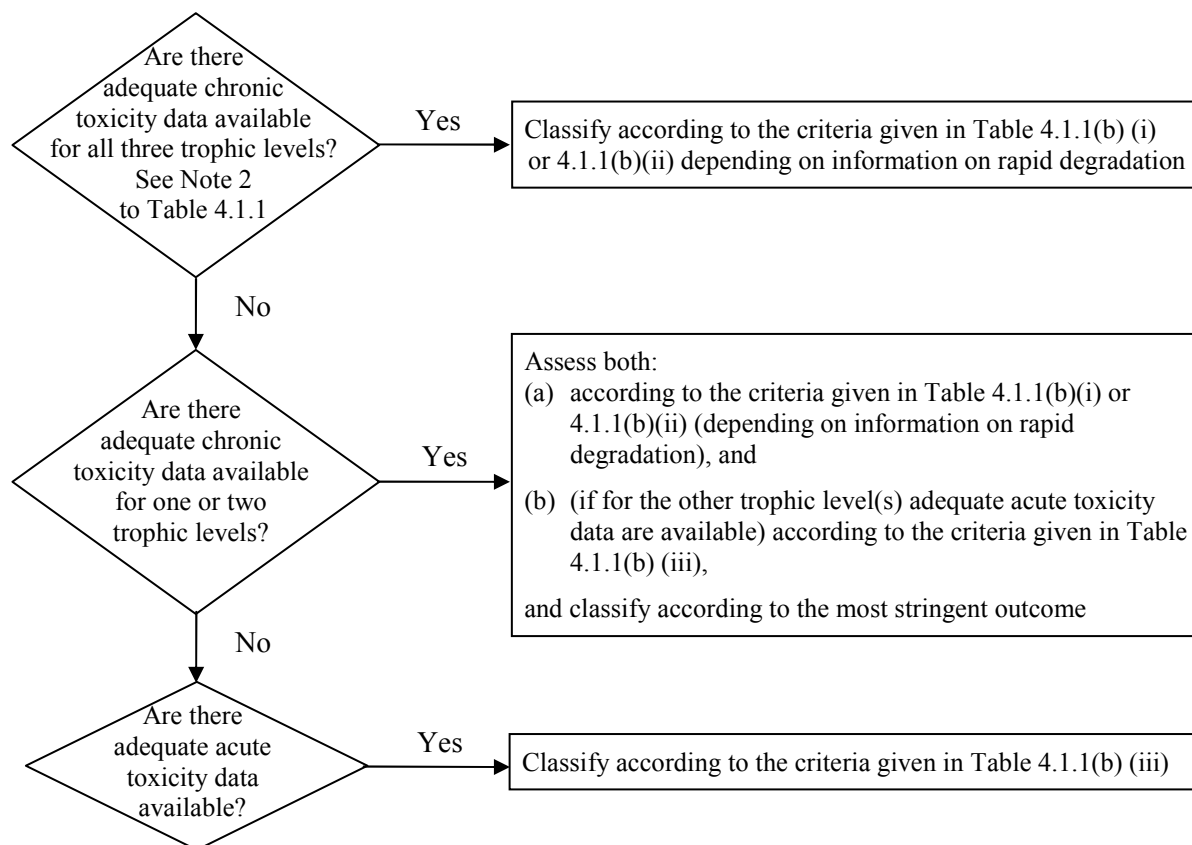 Are there
adequate chronic
toxicity data available
for all three trophic levels?
See Note 2
to Table 4.1.1
Yes
Classify according to the criteria given in Table 4.1.1(b) (i)
or 4.1.1(b)(ii) depending on information on rapid degradation
No
Are there
adequate chronic
toxicity data available
for one or two
trophic levels?
Yes
Assess both:
(a) according to the criteria given in Table 4.1.1(b)(i) or
4.1.1(b)(ii) (depending on information on rapid
degradation), and
(b) (if for the other trophic level(s) adequate acute toxicity
data are available) according to the criteria given in Table
4.1.1(b) (iii),
and classify according to the most stringent outcome
No
Are there
adequate acute
toxicity data
available?
Yes
Classify according to the criteria given in Table 4.1.1(b) (iii)